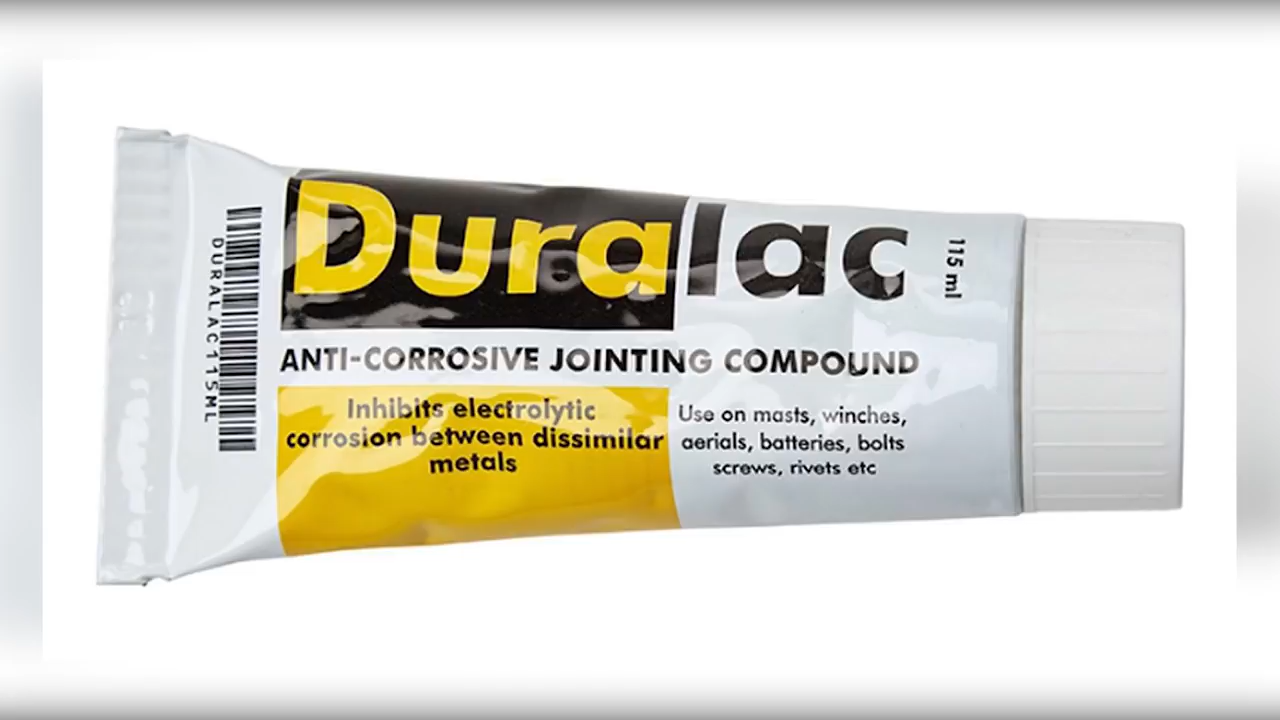 Duralac
115 ml
ANTI-CORROSIVE JOINTING COMPOUND
Inhibits electrolytic
corrosion between dissimilar
metals
Use on masts, winches,
aerials, batteries, bolts
screws, rivets etc
DURALAC115ML